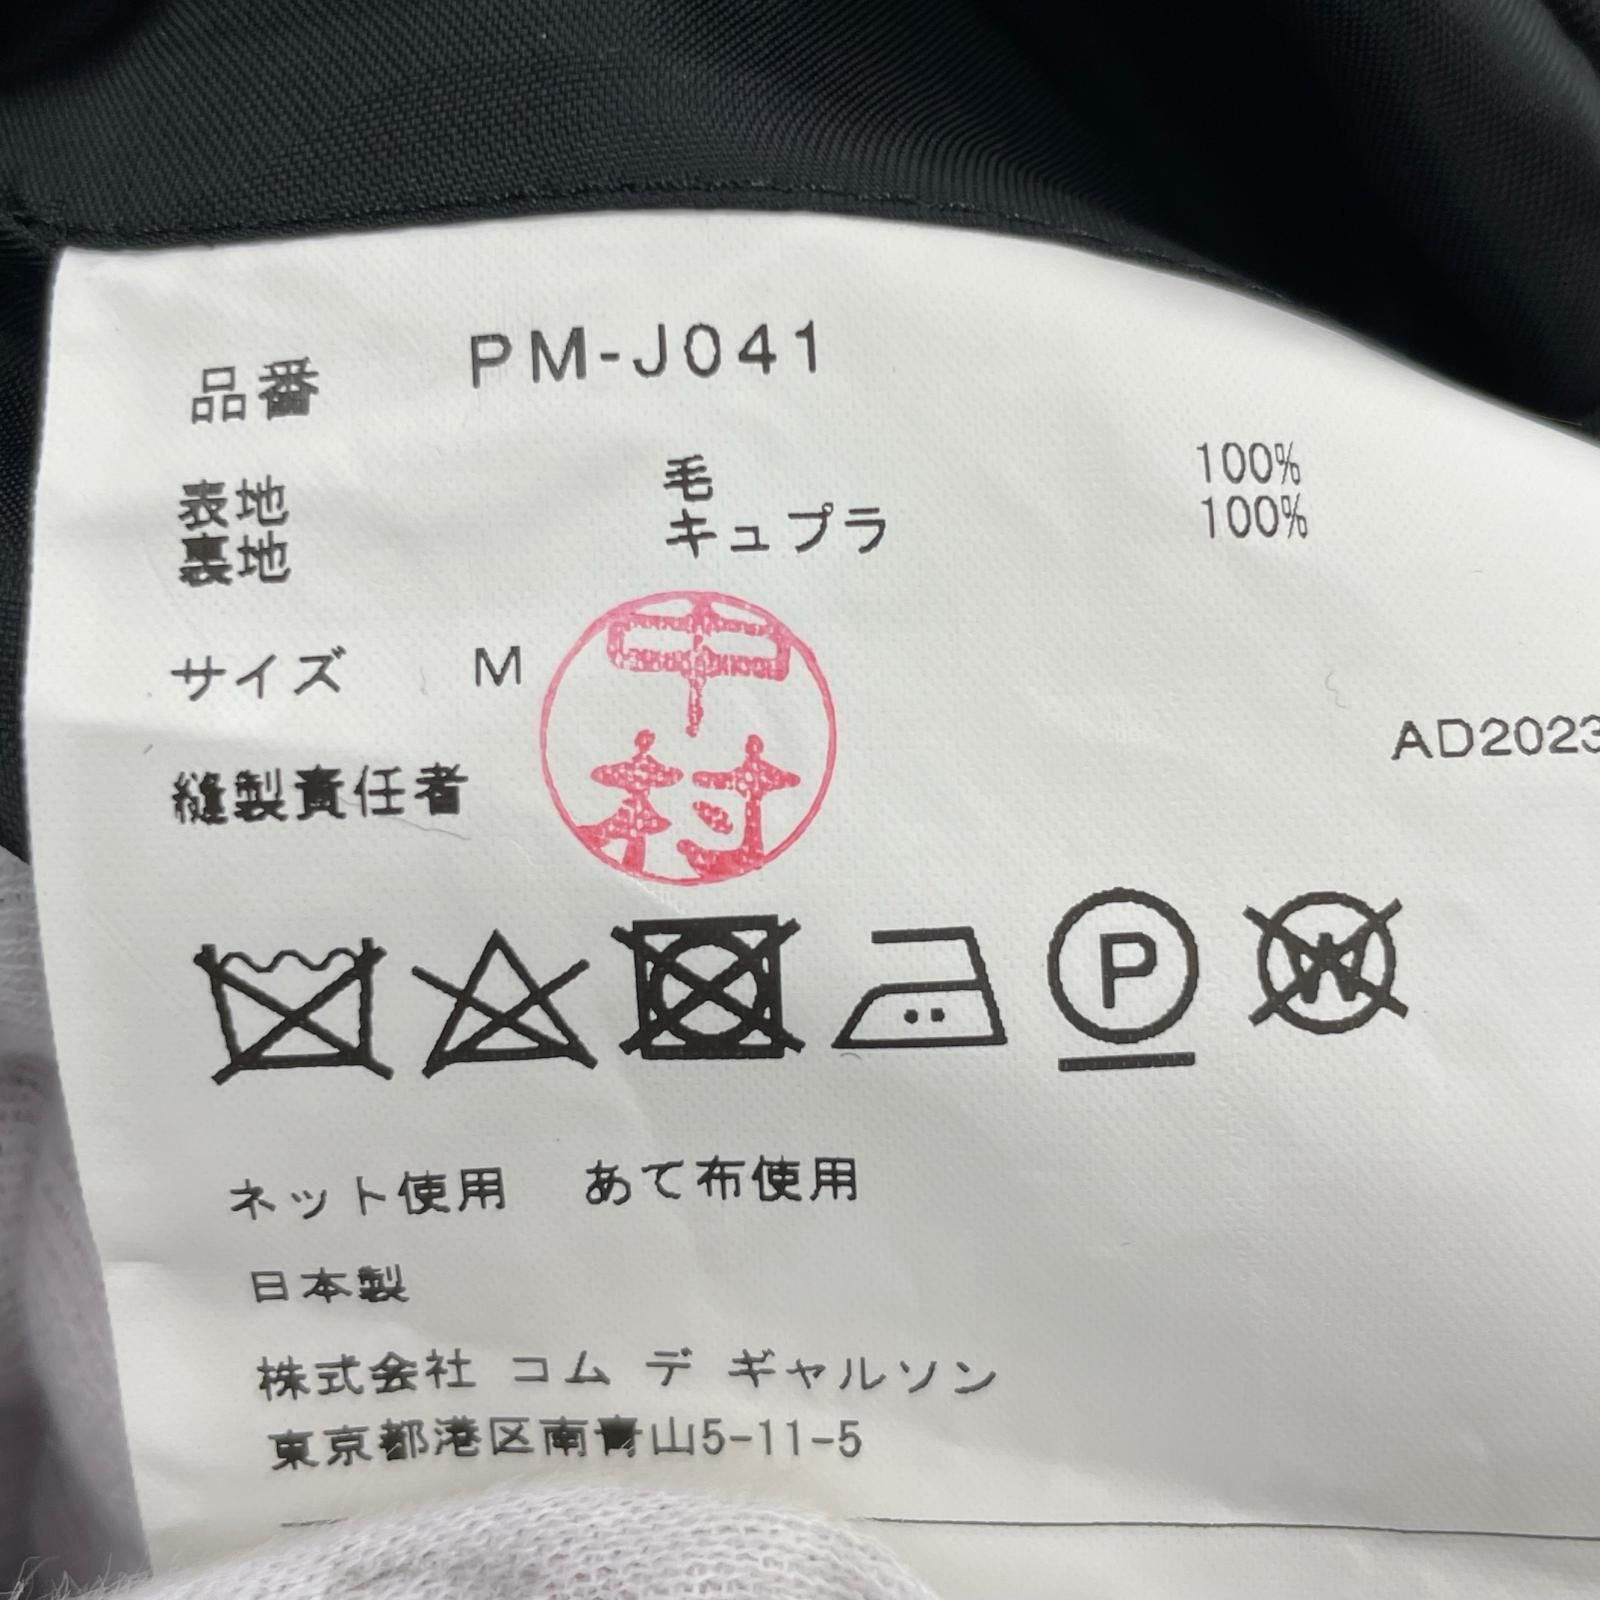 品番 PM-J041
表地 毛 100%
裏地 キュプラ 100%
サイズ M
中村
AD2023
縫製責任者
P W
ネット使用 あて布使用
日本製
株式会社 コム デ ギャルソン
東京都港区南青山5-11-5